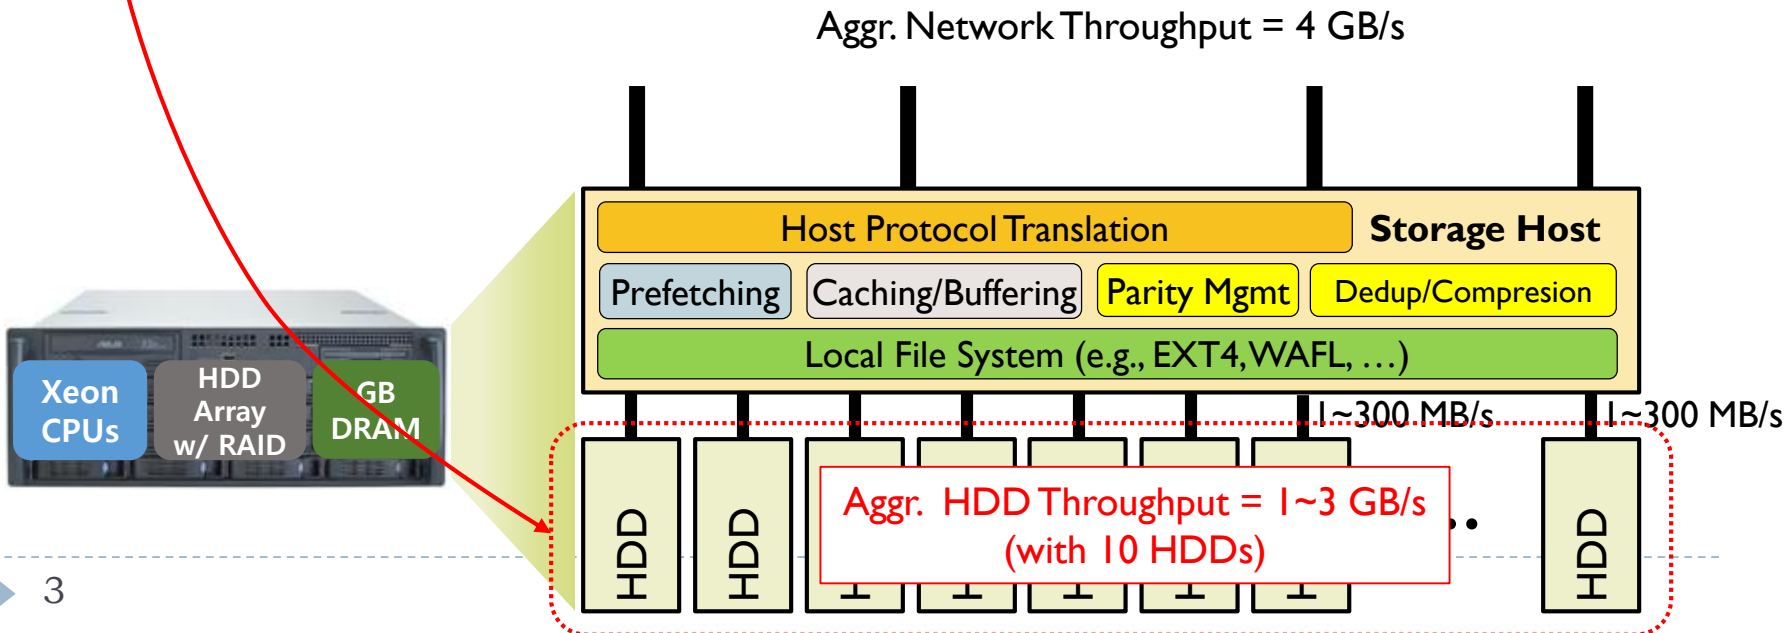 Aggr. Network Throughput = 4 GB/s
Host Protocol Translation
Storage Host
Prefetching
Caching/Buffering
Parity Mgmt
Dedup/Compresion
Local File System (e.g., EXT4, WAFL, …)
Xeon
CPUs
HDD
Array
w/ RAID
GB
DRAM
1~300 MB/s
1~300 MB/s
HDD
HDD
Aggr. HDD Throughput = 1~3 GB/s
(with 10 HDDs)
HDD
3